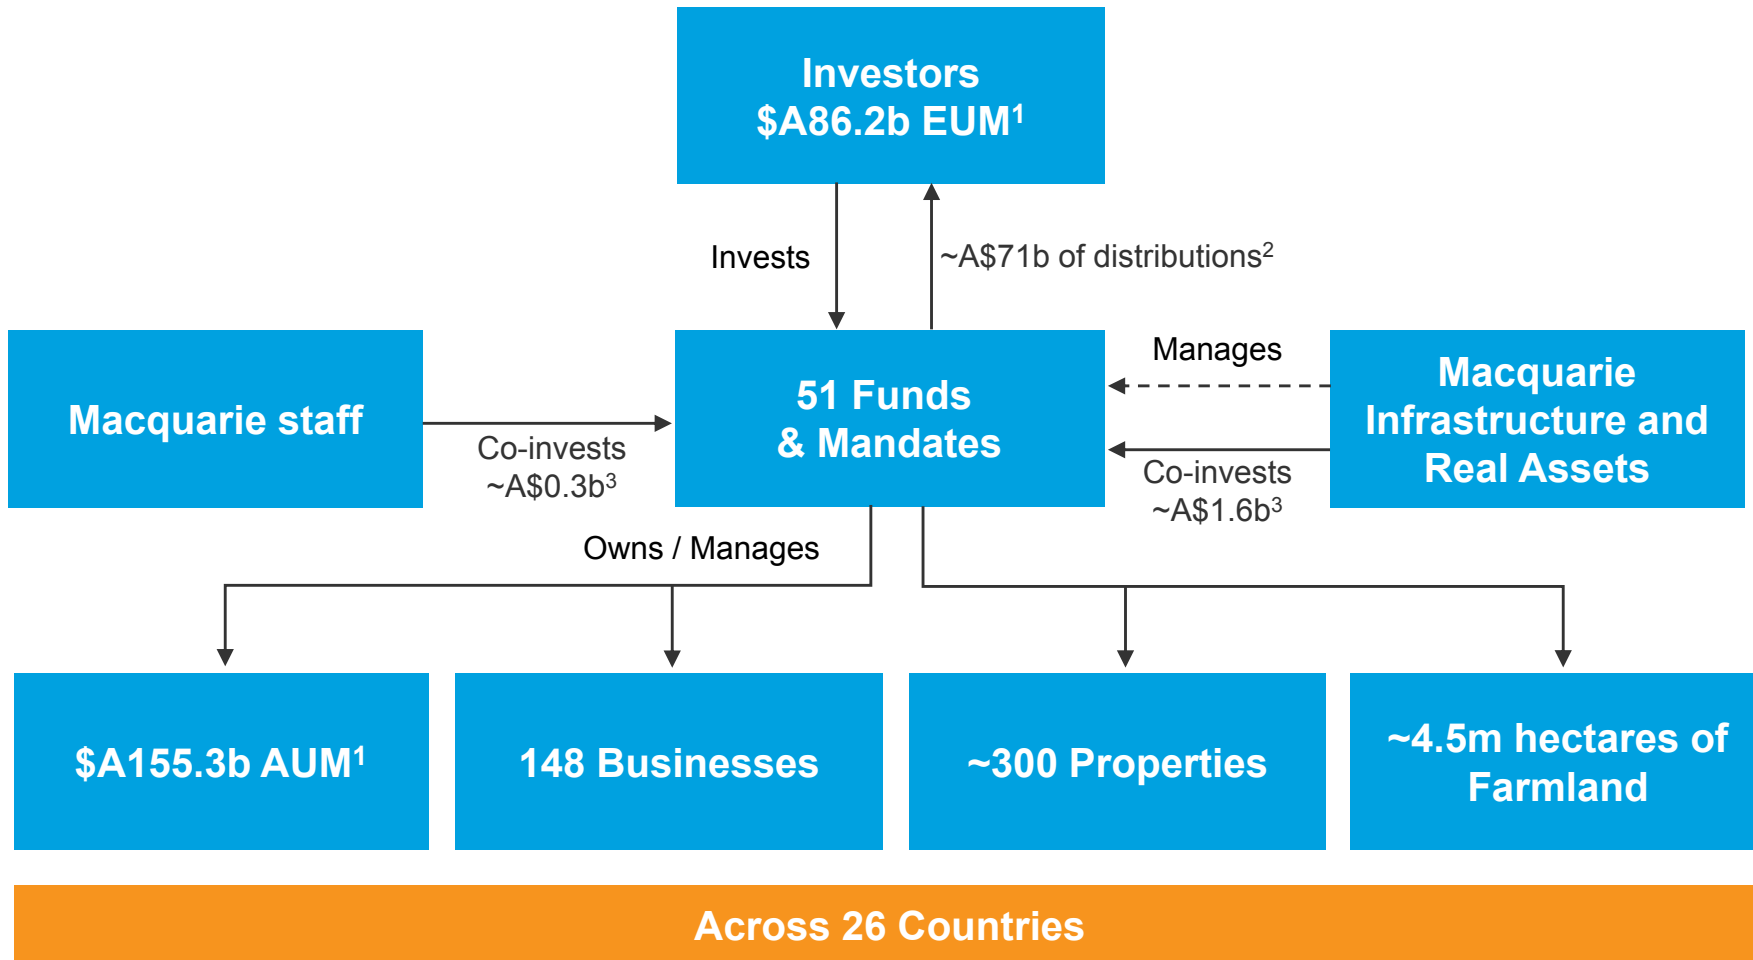 Investors
$A86.2b EUM¹
Invests
~A$71b of distributions²
Macquarie staff
Co-invests
~A$0.3b³
51 Funds
& Mandates
Manages
Co-invests
~A$1.6b³
Macquarie
Infrastructure and
Real Assets
Owns / Manages
$A155.3b AUM¹
148 Businesses
~300 Properties
~4.5m hectares of
Farmland
Across 26 Countries